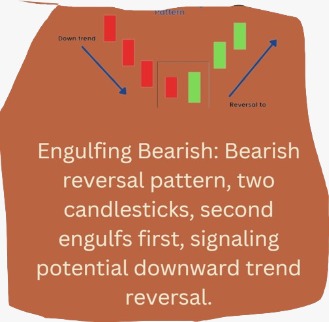 Pattern
Down trend
Reversal to
Engulfing Bearish: Bearish
reversal pattern, two
candlesticks, second
engulfs first, signaling
potential downward trend
reversal.